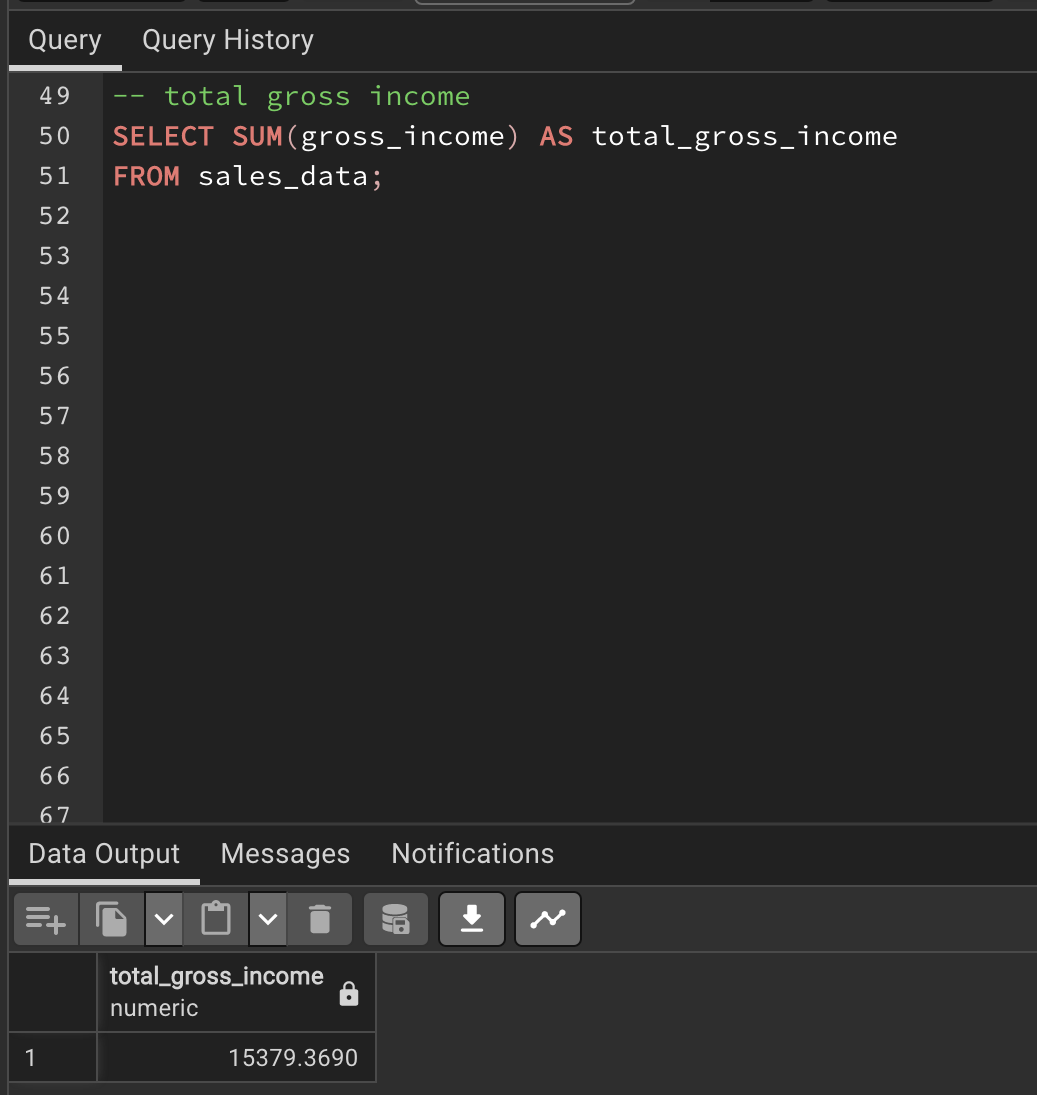 Query Query History
49 -- total gross income
50 SELECT SUM(gross_income) AS total_gross_income
51 FROM sales_data;
52
53
54
55
56
57
58
59
60
61
62
63
64
65
66
67
Data Output Messages Notifications
total_gross_income
numeric
1 15379.3690